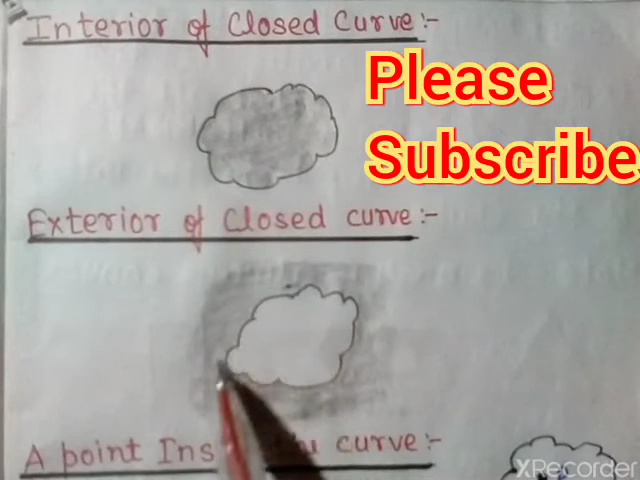 Interior of Closed Curve:-
Please
Subscribe
Exterior of Closed curve:-
A point Ins curve:-
XRecorder